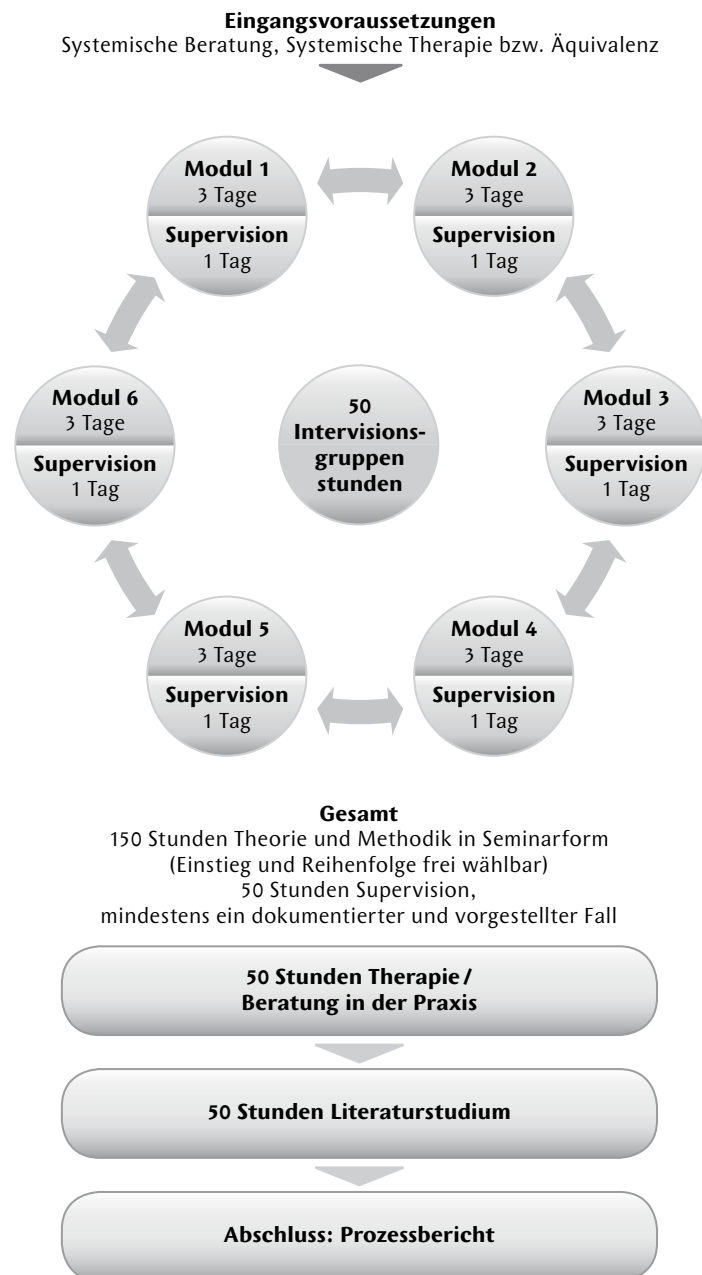 Eingangsvoraussetzungen
Systemische Beratung, Systemische Therapie bzw. Äquivalenz
Modul 1
3 Tage
Supervision
1 Tag
Modul 2
3 Tage
Supervision
1 Tag
Modul 6
3 Tage
Supervision
1 Tag
50
Intervisions-
gruppen
stunden
Modul 3
3 Tage
Supervision
1 Tag
Modul 5
3 Tage
Supervision
1 Tag
Modul 4
3 Tage
Supervision
1 Tag
Gesamt
150 Stunden Theorie und Methodik in Seminarform
(Einstieg und Reihenfolge frei wählbar)
50 Stunden Supervision,
mindestens ein dokumentierter und vorgestellter Fall
50 Stunden Therapie/
Beratung in der Praxis
50 Stunden Literaturstudium
Abschluss: Prozessbericht